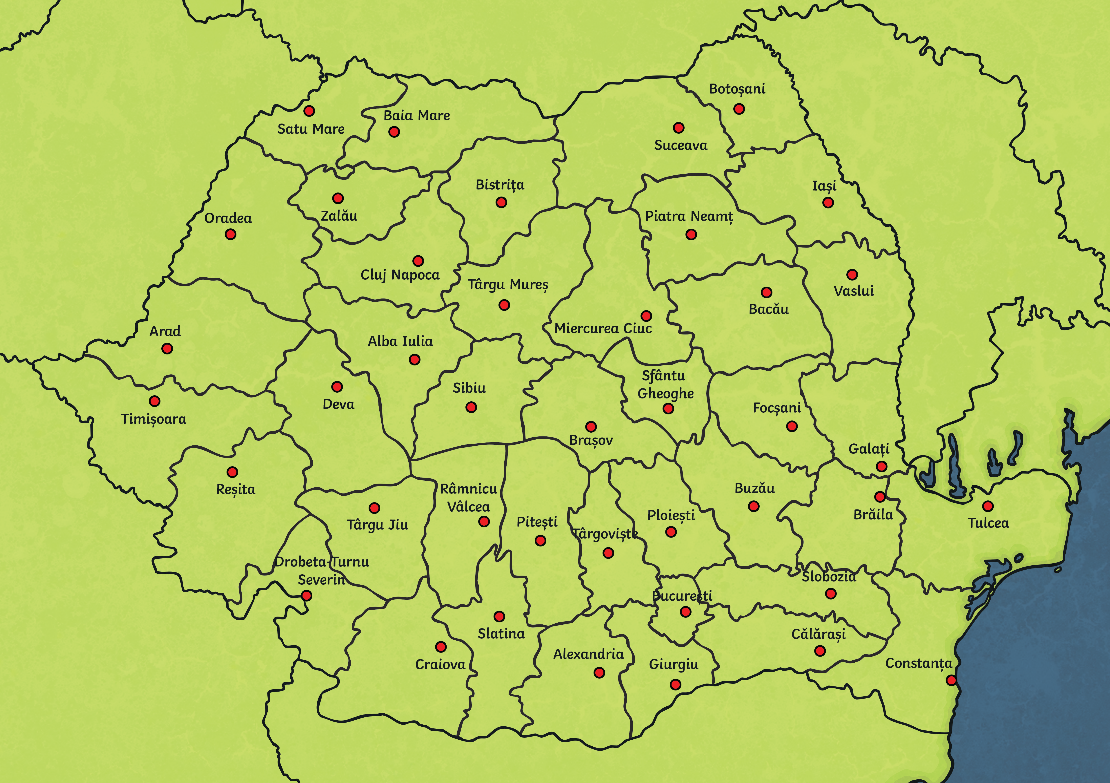 Botoșani
Baia Mare
Satu Mare
Suceava
Bistrița
Iași
Zalău
Oradea
Piatra Neamț
Cluj Napoca
Târgu Mureș
Vaslui
Bacău
Arad
Miercurea Ciuc
Alba Iulia
Sfântu
Gheoghe
Sibiu
Deva
Focșani
Timișoara
Brașov
Galați
Reșita
Râmnicu
Vâlcea
Buzău
Brăila
Tulcea
Târgu Jiu
Pitești
Ploiești
Târgoviște
Drobeta-Turnu
Severin
Slobozia
București
Slatina
Călărași
Alexandria
Craiova
Giurgiu
Constanța